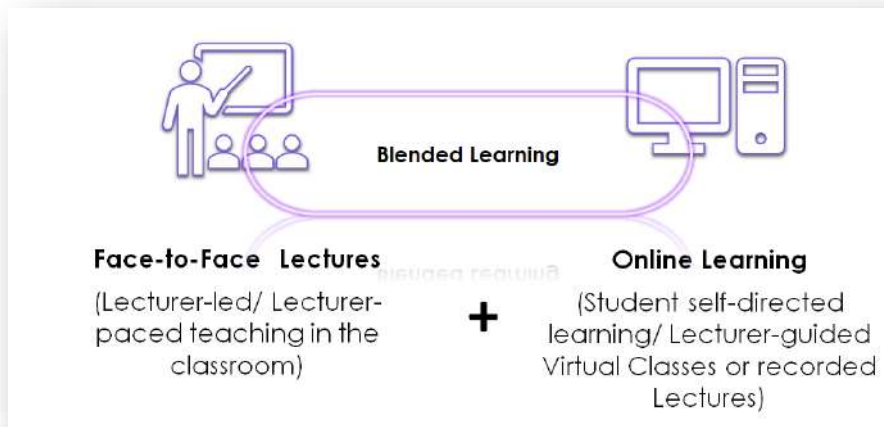 Blended Learning
Face-to-Face Lectures
(Lecturer-led/ Lecturer-
paced teaching in the
classroom)
+
Online Learning
(Student self-directed
learning/ Lecturer-guided
Virtual Classes or recorded
Lectures)